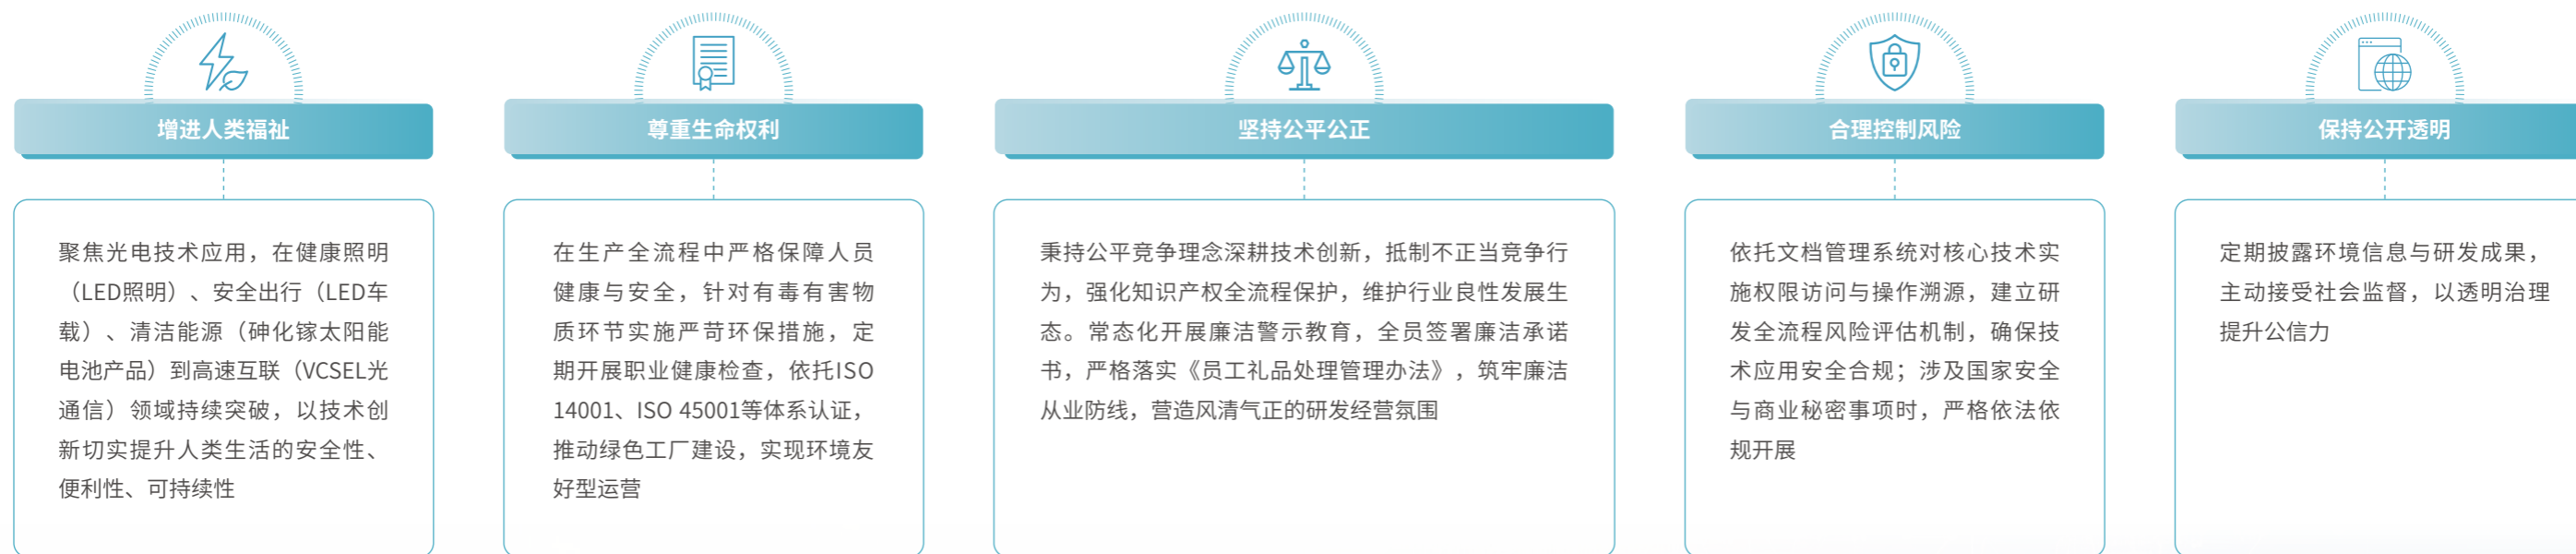 增进人类福祉
聚焦光电技术应用，在健康照明
（LED照明）、安全出行（LED车
载）、清洁能源（砷化镓太阳能
电池产品）到高速互联（VCSEL光
通信）领域持续突破，以技术创
新切实提升人类生活的安全性、
便利性、可持续性
尊重生命权利
在生产全流程中严格保障人员
健康与安全，针对有毒有害物
质环节实施严苛环保措施，定
期开展职业健康检查，依托ISO
14001、ISO 45001等体系认证，
推动绿色工厂建设，实现环境友
好型运营
坚持公平公正
秉持公平竞争理念深耕技术创新，抵制不正当竞争行
为，强化知识产权全流程保护，维护行业良性发展生
态。常态化开展廉洁警示教育，全员签署廉洁承诺
书，严格落实《员工礼品处理管理办法》，筑牢廉洁
从业防线，营造风清气正的研发经营氛围
合理控制风险
依托文档管理系统对核心技术实
施权限访问与操作溯源，建立研
发全流程风险评估机制，确保技
术应用安全合规；涉及国家安全
与商业秘密事项时，严格依法依
规开展
保持公开透明
定期披露环境信息与研发成果，
主动接受社会监督，以透明治理
提升公信力